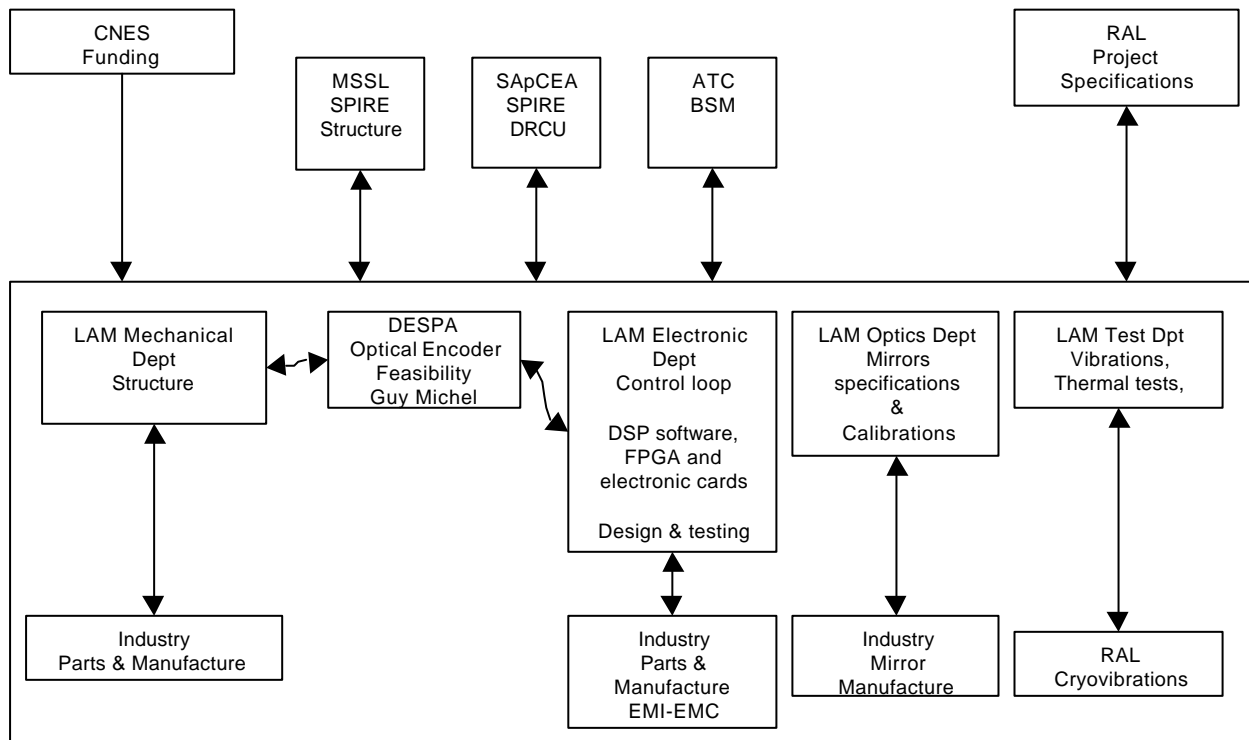 CNES
Funding
MSSL
SPIRE
Structure
SApCEA
SPIRE
DRCU
ATC
BSM
RAL
Project
Specifications
LAM Mechanical
Dept
Structure
DESPA
Optical Encoder
Feasibility
Guy Michel
LAM Electronic
Dept
Control loop
DSP software,
FPGA and
electronic cards
Design & testing
LAM Optics Dept
Mirrors
specifications
&
Calibrations
LAM Test Dpt
Vibrations,
Thermal tests,
Industry
Parts & Manufacture
Industry
Parts &
Manufacture
EMI-EMC
Industry
Mirror
Manufacture
RAL
Cryovibrations